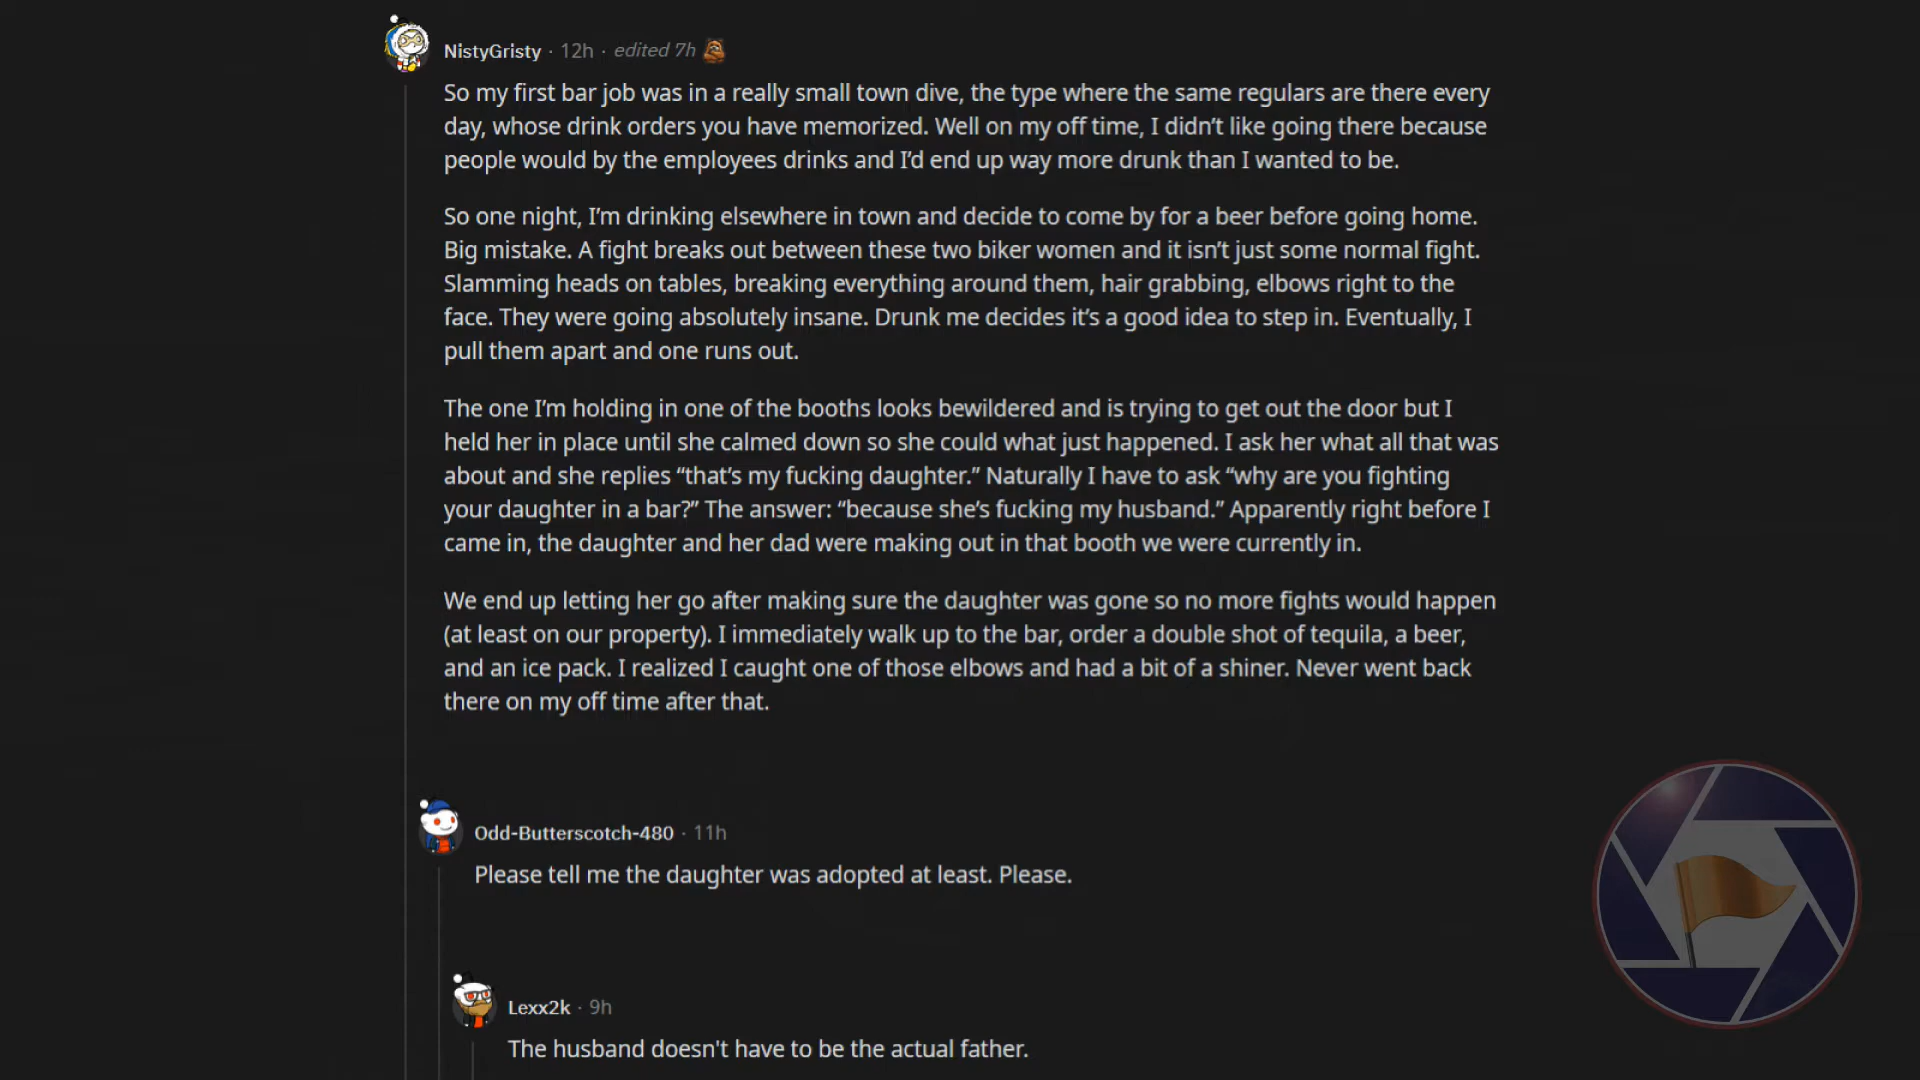 NistyGristy · 12h · edited 7h
So my first bar job was in a really small town dive, the type where the same regulars are there every
day, whose drink orders you have memorized. Well on my off time, I didn’t like going there because
people would by the employees drinks and I’d end up way more drunk than I wanted to be.
So one night, I’m drinking elsewhere in town and decide to come by for a beer before going home.
Big mistake. A fight breaks out between these two biker women and it isn’t just some normal fight.
Slamming heads on tables, breaking everything around them, hair grabbing, elbows right to the
face. They were going absolutely insane. Drunk me decides it’s a good idea to step in. Eventually, I
pull them apart and one runs out.
The one I’m holding in one of the booths looks bewildered and is trying to get out the door but I
held her in place until she calmed down so she could what just happened. I ask her what all that was
about and she replies “that’s my fucking daughter.” Naturally I have to ask “why are you fighting
your daughter in a bar?” The answer: “because she’s fucking my husband.” Apparently right before I
came in, the daughter and her dad were making out in that booth we were currently in.
We end up letting her go after making sure the daughter was gone so no more fights would happen
(at least on our property). I immediately walk up to the bar, order a double shot of tequila, a beer,
and an ice pack. I realized I caught one of those elbows and had a bit of a shiner. Never went back
there on my off time after that.
Odd-Butterscotch-480 · 11h
Please tell me the daughter was adopted at least. Please.
Lexx2k · 9h
The husband doesn't have to be the actual father.